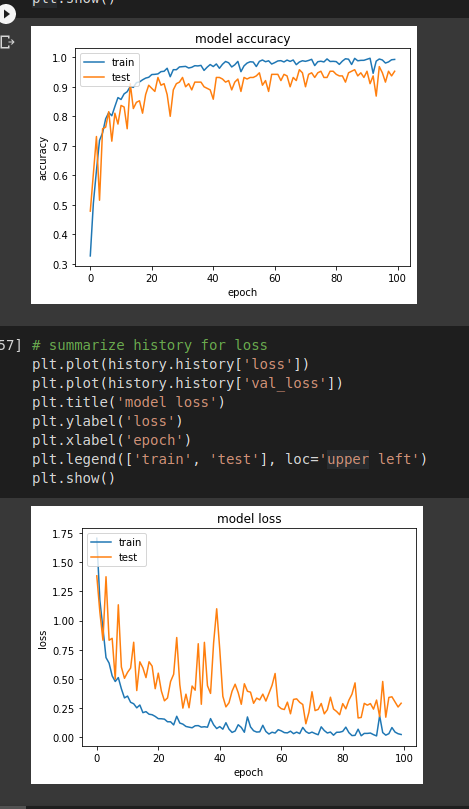 plt.show()
model accuracy
train
test
1.0
0.9
0.8
0.7
0.6
0.5
0.4
0.3
accuracy
0 20 40 60 80 100
epoch
57] # summarize history for loss
plt.plot(history.history['loss'])
plt.plot(history.history['val_loss'])
plt.title('model loss')
plt.ylabel('loss')
plt.xlabel('epoch')
plt.legend(['train', 'test'], loc='upper left')
plt.show()
model loss
train
test
1.75
1.50
1.25
1.00
0.75
0.50
0.25
0.00
loss
0 20 40 60 80 100
epoch